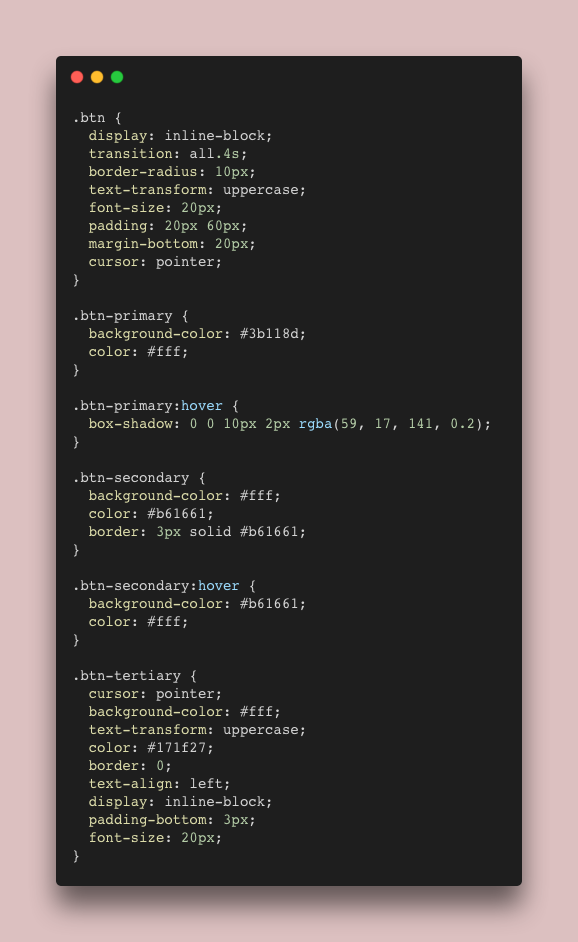 .btn {
  display: inline-block;
  transition: all.4s;
  border-radius: 10px;
  text-transform: uppercase;
  font-size: 20px;
  padding: 20px 60px;
  margin-bottom: 20px;
  cursor: pointer;
}

.btn-primary {
  background-color: #3b118d;
  color: #fff;
}

.btn-primary:hover {
  box-shadow: 0 0 10px 2px rgba(59, 17, 141, 0.2);
}

.btn-secondary {
  background-color: #fff;
  color: #b61661;
  border: 3px solid #b61661;
}

.btn-secondary:hover {
  background-color: #b61661;
  color: #fff;
}

.btn-tertiary {
  cursor: pointer;
  background-color: #fff;
  text-transform: uppercase;
  color: #171f27;
  border: 0;
  text-align: left;
  display: inline-block;
  padding-bottom: 3px;
  font-size: 20px;
}